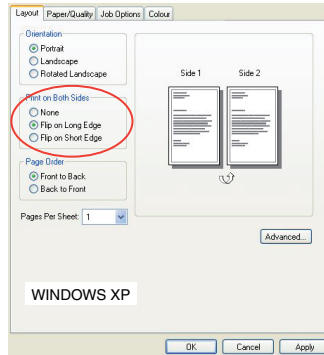 Layout Paper/Quality Job Options Colour
Orientation
Portrait
Landscape
Rotated Landscape
Print on Both Sides
None
Flip on Long Edge
Flip on Short Edge
Page Order
Front to Back
Back to Front
Pages Per Sheet: 1
Side 1 Side 2
Advanced...
WINDOWS XP
OK Cancel Apply